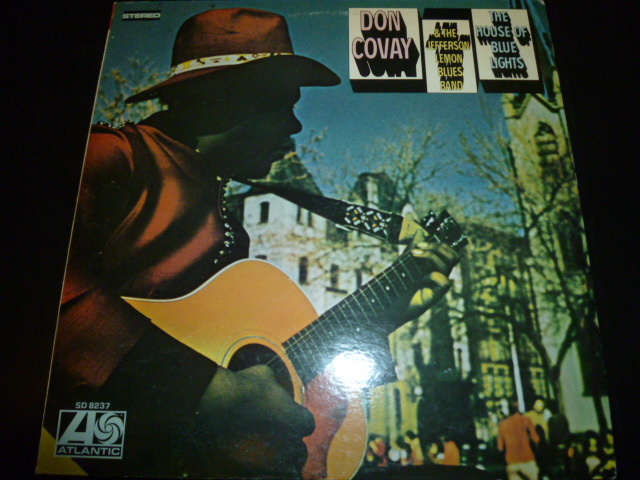 STEREO
DON
COVAY
& THE
JEFFERSON
LEMON
BLUES
BAND
THE
HOUSE OF
BLUE
LIGHTS
SD 8237
ATLANTIC